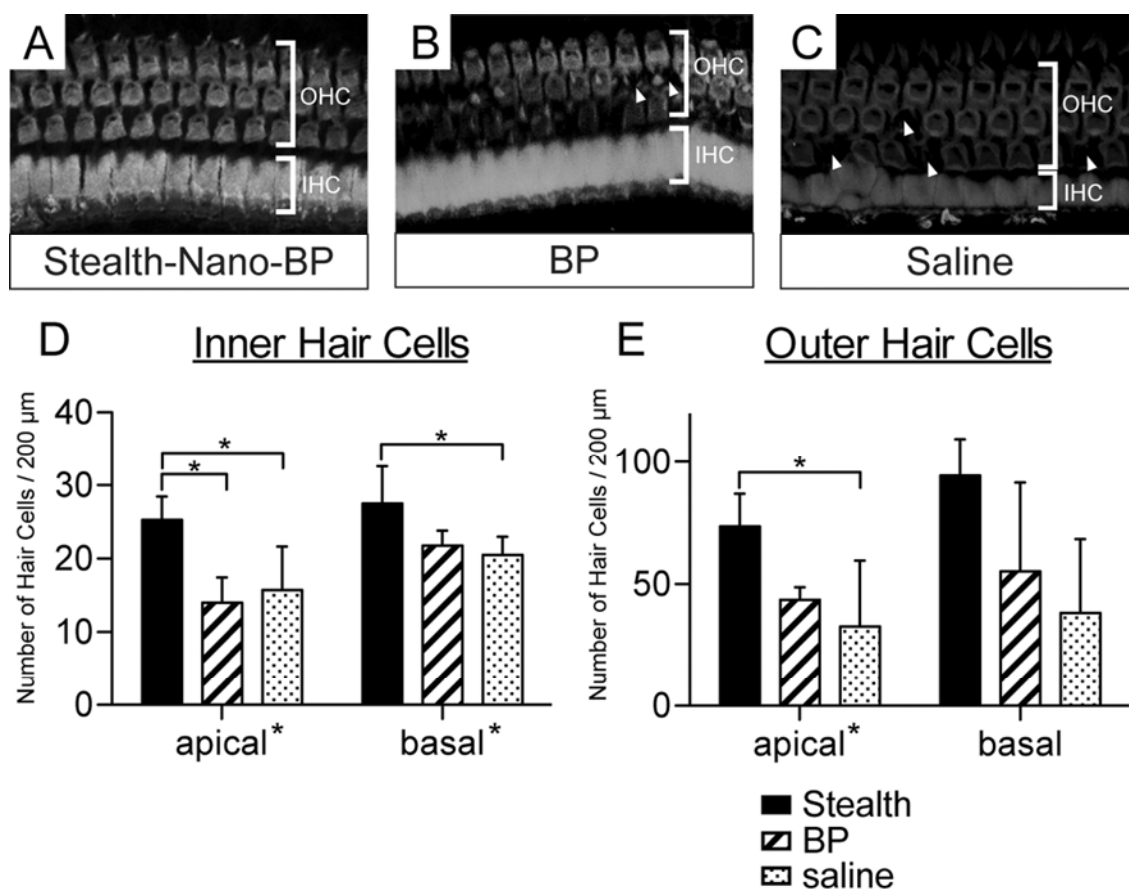 A
OHC
IHC
Stealth-Nano-BP
B
OHC
IHC
BP
C
OHC
IHC
Saline
D
Inner Hair Cells
Number of Hair Cells / 200 µm
40
30
20
10
0
*
*
*
apical*
basal*
E
Outer Hair Cells
Number of Hair Cells / 200 µm
100
50
0
*
apical*
basal
Stealth
BP
saline